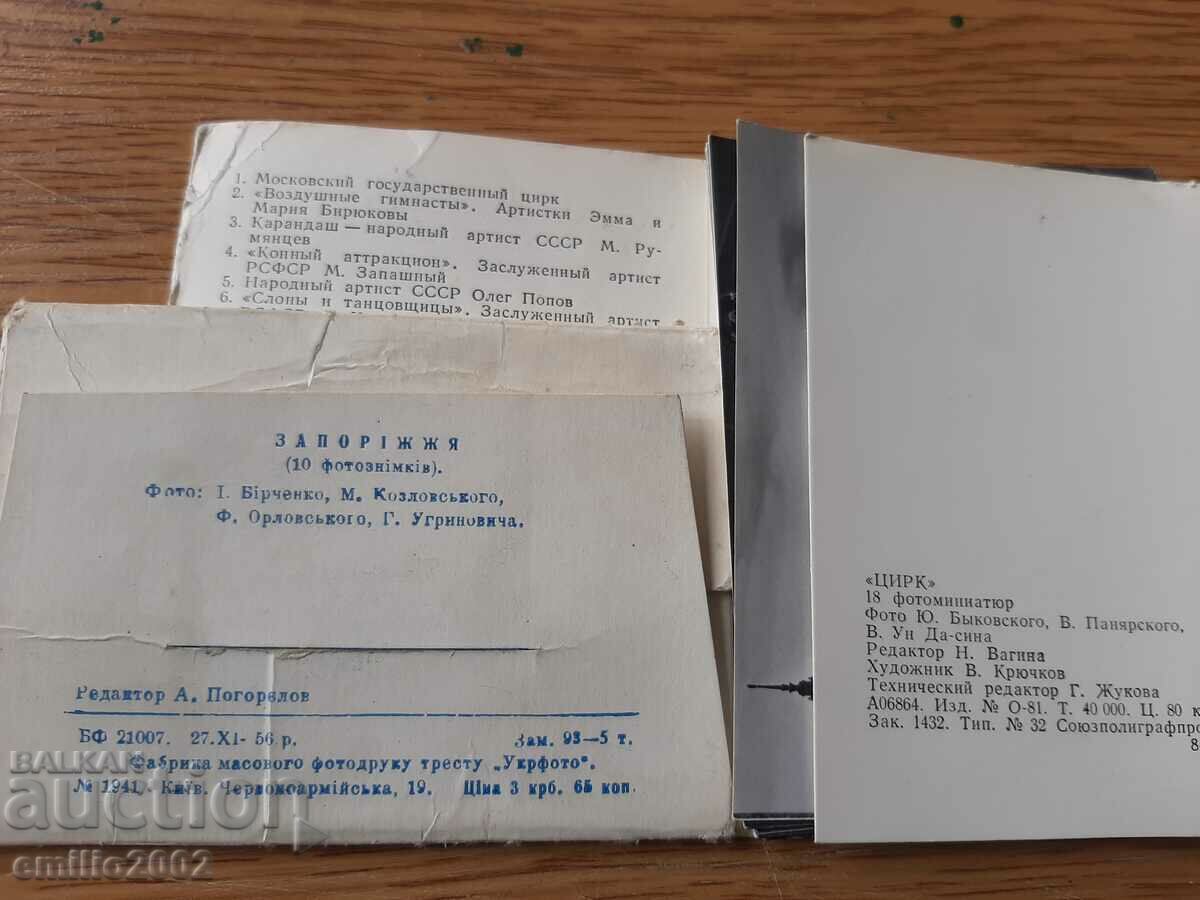 1. Московский государственный цирк
2. «Воздушные гимнасты». Артистки Эмма и
Мария Бирюковы
3. Карандаш — народный артист СССР М. Ру-
мянцев
4. «Конный аттракцион». Заслуженный артист
РСФСР М. Запашный
5. Народный артист СССР Олег Попов
6. «Слоны и танцовщицы». Заслуженный артист
ЗАПОРІЖЖЯ
(10 фотознімків).
Фото: І. Бірченко, М. Козловського,
Ф. Орловського, Г. Угриновича.
Редактор А. Погорелов
БФ 21007. 27.XI- 56 р. Зам. 93—5 т.
Фабрика масового фотодруку тресту „Укрфото".
№ 1941. Київ. Червоноармійська, 19. Ціна 3 крб. 65 коп.
«ЦИРК»
18 фотоминиатюр
Фото Ю. Быковского, В. Панярского,
В. Ун Да-сина
Редактор Н. Вагина
Художник В. Крючков
Технический редактор Г. Жукова
А06864. Изд. № О-81. Т. 40 000. Ц. 80 к
Зак. 1432. Тип. № 32 Союзполиграфпро
8
BALKAN
auction
emilio2002